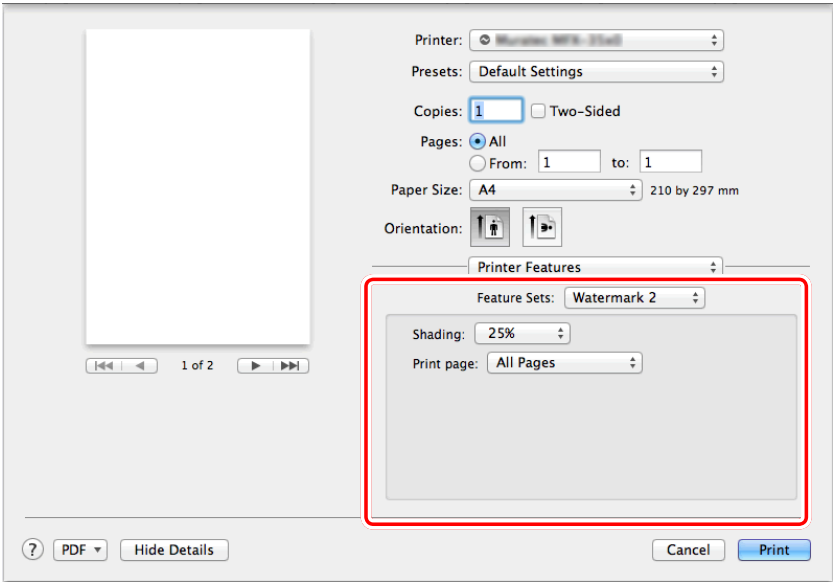 Printer:
Presets: Default Settings
Copies: 1 Two-Sided
Pages: All
From: 1 to: 1
Paper Size: A4 210 by 297 mm
Orientation:
Printer Features
Feature Sets: Watermark 2
Shading: 25%
Print page: All Pages
1 of 2
? PDF Hide Details Cancel Print